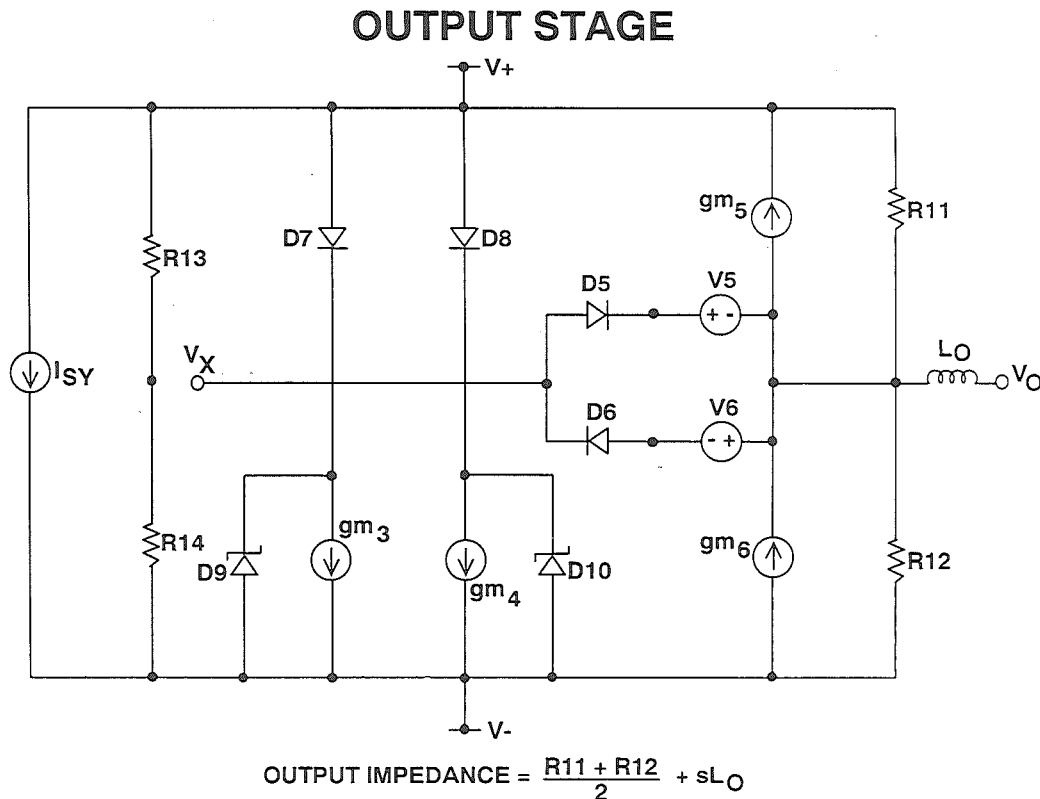 OUTPUT STAGE
V+
gm5
R11
D7
D8
R13
D5
V5
ISY
VX
LO
VO
D6
V6
gm3
R14
D9
gm4
D10
gm6
R12
V-
OUTPUT IMPEDANCE = R11 + R12 / 2 + sLO